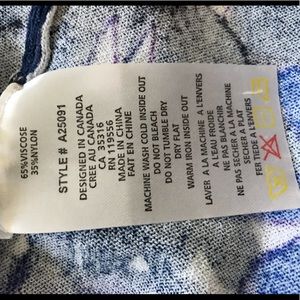 65%VISCOSE
35%NYLON
STYLE # A25091
DESIGNED IN CANADA
CREE AU CANADA
CA 35316
RN 119556
MADE IN CHINA
FAIT EN CHINE
MACHINE WASH COLD INSIDE OUT
DO NOT BLEACH
DO NOT TUMBLE DRY
DRY FLAT
WARM IRON INSIDE OUT
LAVER A LA MACHINE A L'ENVERS
A L'EAU FROIDE
NE PAS BLANCHIR
NE PAS SECHER A LA MACHINE
SECHER A PLAT
FER TIEDE A L'ENVERS